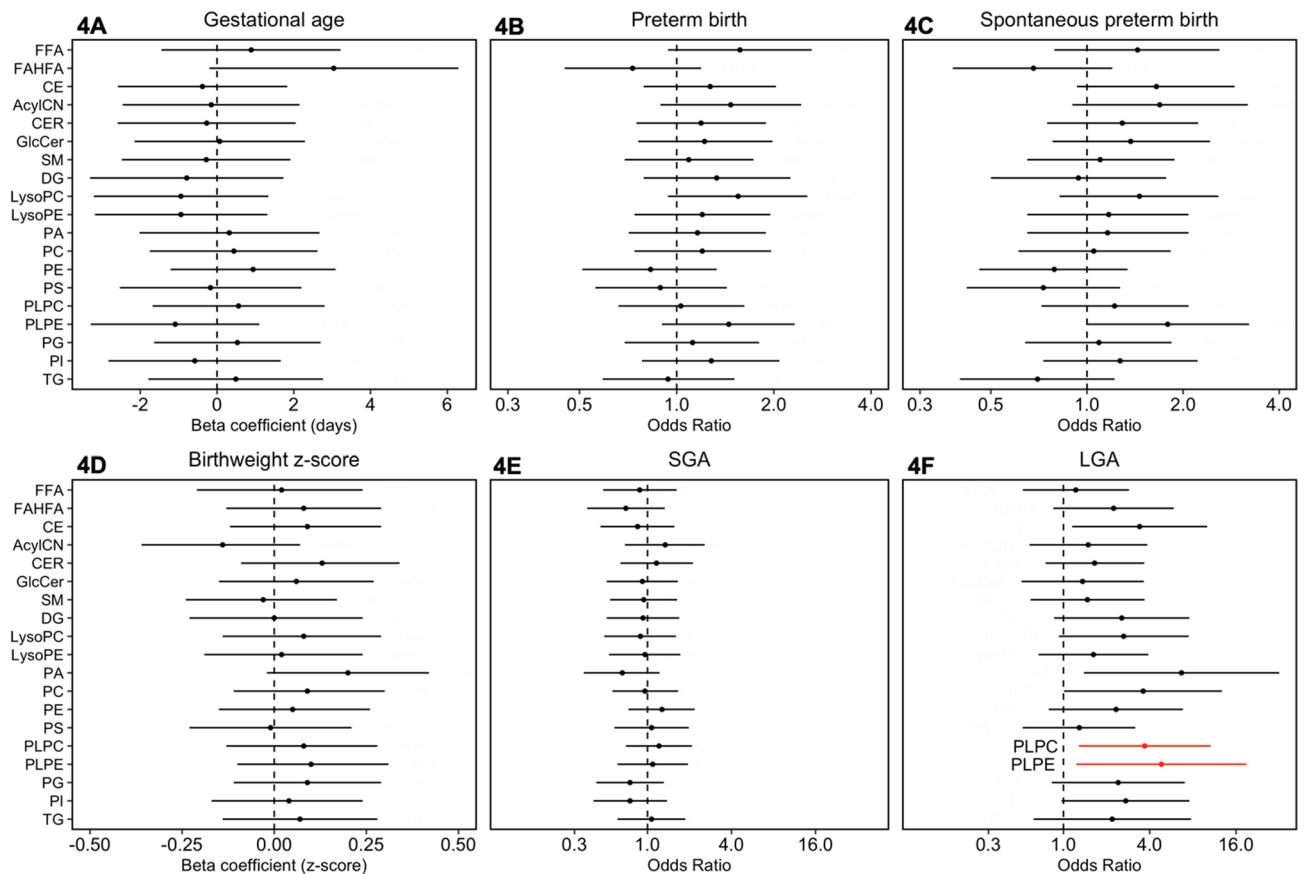 4A Gestational age
4B Preterm birth
4C Spontaneous preterm birth
FFA
FAHFA
CE
AcylCN
CER
GlcCer
SM
DG
LysoPC
LysoPE
PA
PC
PE
PS
PLPC
PLPE
PG
PI
TG
-2 0 2 4 6
Beta coefficient (days)
0.3 0.5 1.0 2.0 4.0
Odds Ratio
0.3 0.5 1.0 2.0 4.0
Odds Ratio
4D Birthweight z-score
4E SGA
4F LGA
FFA
FAHFA
CE
AcylCN
CER
GlcCer
SM
DG
LysoPC
LysoPE
PA
PC
PE
PS
PLPC
PLPE
PG
PI
TG
PLPC
PLPE
-0.50 -0.25 0.00 0.25 0.50
Beta coefficient (z-score)
0.3 1.0 4.0 16.0
Odds Ratio
0.3 1.0 4.0 16.0
Odds Ratio